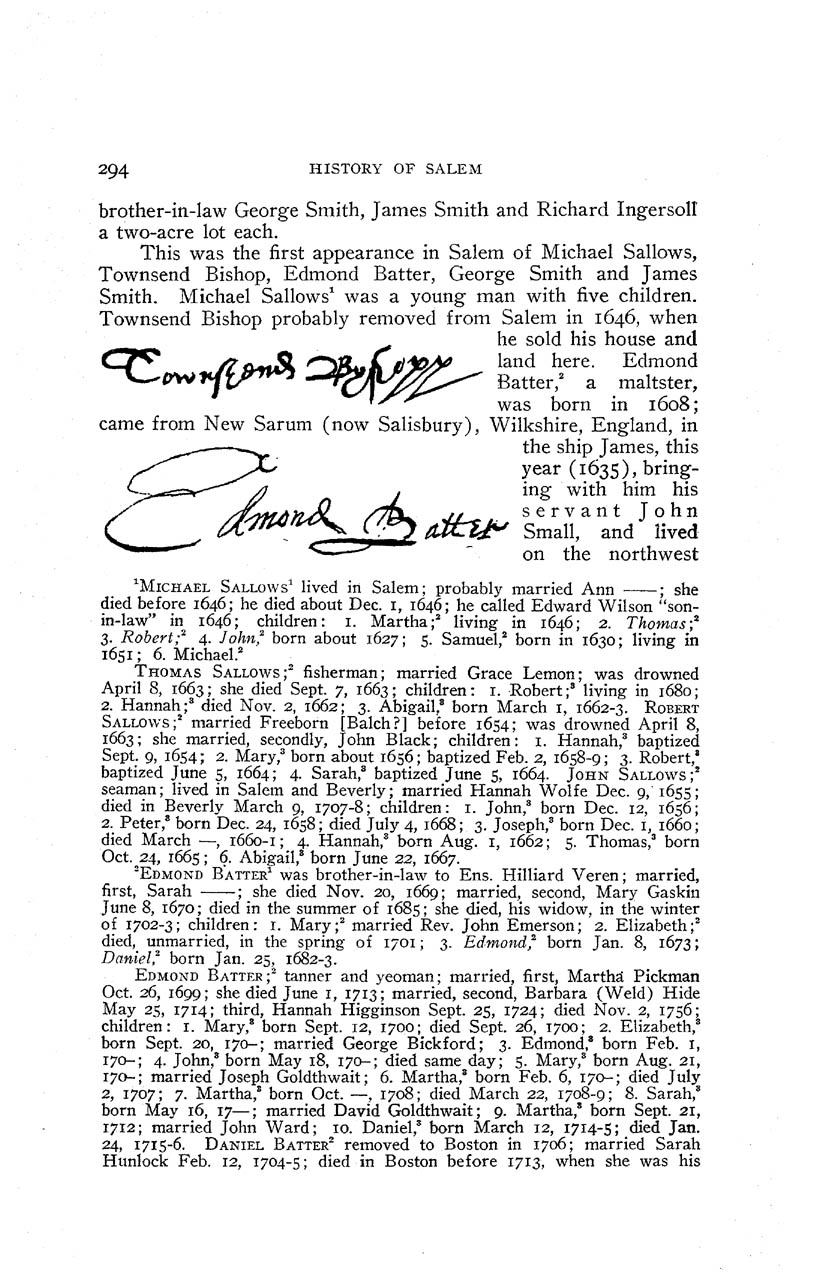 294 HISTORY OF SALEM
brother-in-law George Smith, James Smith and Richard Ingersoll
a two-acre lot each.
This was the first appearance in Salem of Michael Sallows,
Townsend Bishop, Edmond Batter, George Smith and James
Smith. Michael Sallows¹ was a young man with five children.
Townsend Bishop probably removed from Salem in 1646, when
he sold his house and
land here. Edmond
Batter,² a maltster,
was born in 1608;
Townsend Byshopp
came from New Sarum (now Salisbury), Wilkshire, England, in
the ship James, this
year (1635), bring-
ing with him his
servant John
Small, and lived
on the northwest
Edmond Batter
¹MICHAEL SALLOWS¹ lived in Salem; probably married Ann ——; she
died before 1646; he died about Dec. 1, 1646; he called Edward Wilson "son-
in-law" in 1646; children: 1. Martha;² living in 1646; 2. Thomas;²
3. Robert;² 4. John,² born about 1627; 5. Samuel,² born in 1630; living in
1651; 6. Michael.²
THOMAS SALLOWS;² fisherman; married Grace Lemon; was drowned
April 8, 1663; she died Sept. 7, 1663; children: 1. Robert;³ living in 1680;
2. Hannah;³ died Nov. 2, 1662; 3. Abigail,³ born March 1, 1662-3. ROBERT
SALLOWS;² married Freeborn [Balch?] before 1654; was drowned April 8,
1663; she married, secondly, John Black; children: 1. Hannah,³ baptized
Sept. 9, 1654; 2. Mary,³ born about 1656; baptized Feb. 2, 1658-9; 3. Robert,³
baptized June 5, 1664; 4. Sarah,³ baptized June 5, 1664. JOHN SALLOWS;²
seaman; lived in Salem and Beverly; married Hannah Wolfe Dec. 9, 1655;
died in Beverly March 9, 1707-8; children: 1. John,³ born Dec. 12, 1656;
2. Peter,³ born Dec. 24, 1658; died July 4, 1668; 3. Joseph,³ born Dec. 1, 1660;
died March —, 1660-1; 4. Hannah,³ born Aug. 1, 1662; 5. Thomas,³ born
Oct. 24, 1665; 6. Abigail,³ born June 22, 1667.
²EDMOND BATTER¹ was brother-in-law to Ens. Hilliard Veren; married,
first, Sarah ——; she died Nov. 20, 1669; married, second, Mary Gaskin
June 8, 1670; died in the summer of 1685; she died, his widow, in the winter
of 1702-3; children: 1. Mary;² married Rev. John Emerson; 2. Elizabeth;²
died, unmarried, in the spring of 1701; 3. Edmond,² born Jan. 8, 1673;
Daniel,² born Jan. 25, 1682-3.
EDMOND BATTER;² tanner and yeoman; married, first, Martha Pickman
Oct. 26, 1699; she died June 1, 1713; married, second, Barbara (Weld) Hide
May 25, 1714; third, Hannah Higginson Sept. 25, 1724; died Nov. 2, 1756;
children: 1. Mary,³ born Sept. 12, 1700; died Sept. 26, 1700; 2. Elizabeth,³
born Sept. 20, 170–; married George Bickford; 3. Edmond,³ born Feb. 1,
170–; 4. John,³ born May 18, 170–; died same day; 5. Mary,³ born Aug. 21,
170–; married Joseph Goldthwait; 6. Martha,³ born Feb. 6, 170–; died July
2, 1707; 7. Martha,³ born Oct. —, 1708; died March 22, 1708-9; 8. Sarah,³
born May 16, 17—; married David Goldthwait; 9. Martha,³ born Sept. 21,
1712; married John Ward; 10. Daniel,³ born March 12, 1714-5; died Jan.
24, 1715-6. DANIEL BATTER² removed to Boston in 1706; married Sarah
Hunlock Feb. 12, 1704-5; died in Boston before 1713, when she was his